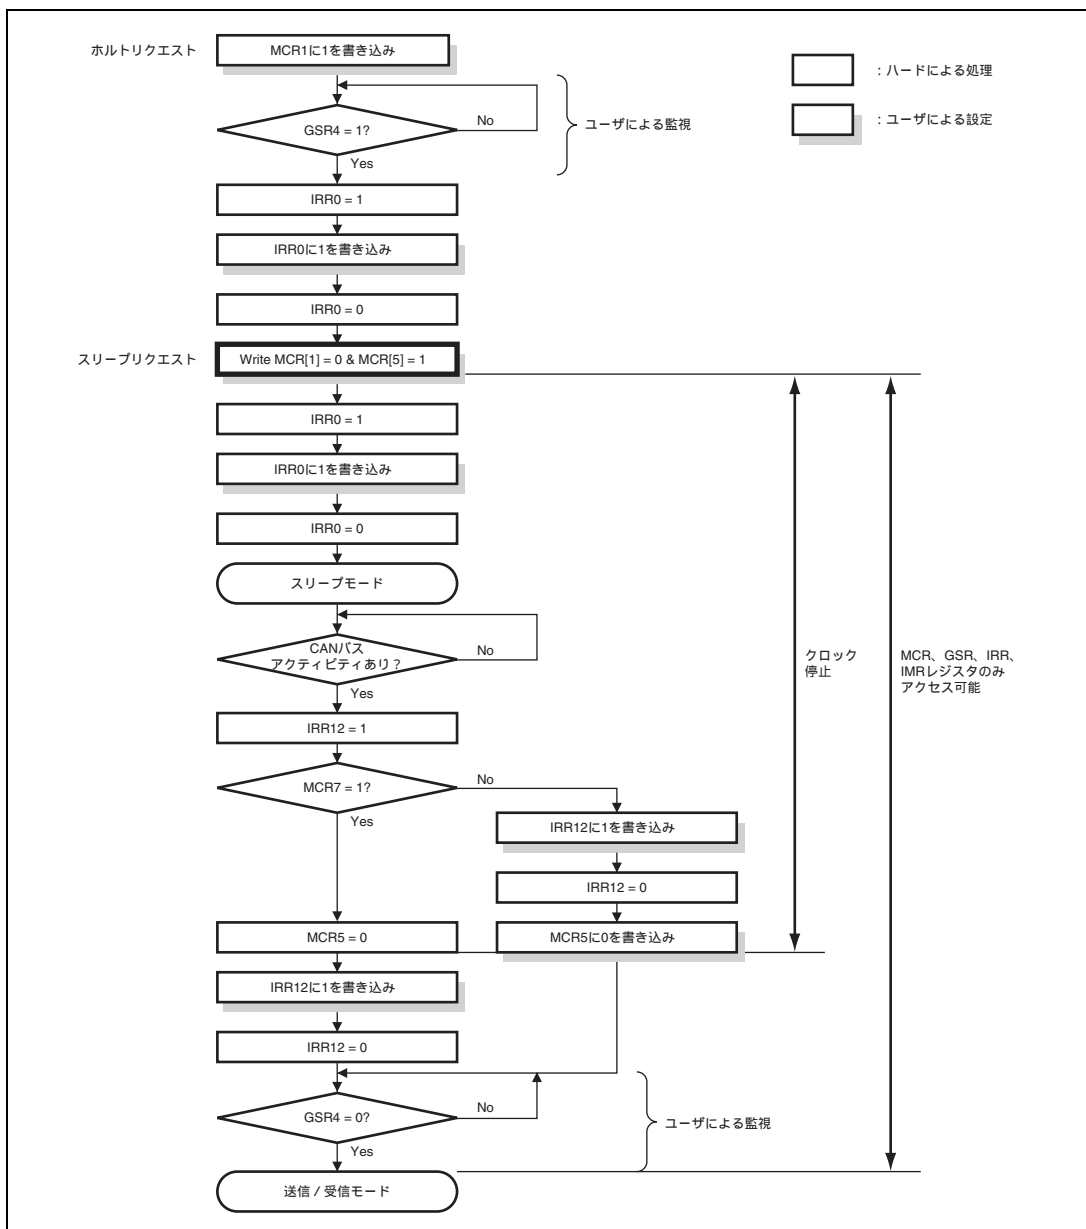 ホルトリクエスト
MCR1に1を書き込み
: ハードによる処理
: ユーザによる設定
GSR4 = 1?
No
ユーザによる監視
Yes
IRR0 = 1
IRR0に1を書き込み
IRR0 = 0
スリープリクエスト
Write MCR[1] = 0 & MCR[5] = 1
IRR0 = 1
IRR0に1を書き込み
IRR0 = 0
スリープモード
CANバス
アクティビティあり?
No
Yes
クロック
停止
MCR、GSR、IRR、
IMRレジスタのみ
アクセス可能
IRR12 = 1
MCR7 = 1?
No
Yes
IRR12に1を書き込み
IRR12 = 0
MCR5 = 0
MCR5に0を書き込み
IRR12に1を書き込み
IRR12 = 0
GSR4 = 0?
No
ユーザによる監視
Yes
送信 / 受信モード